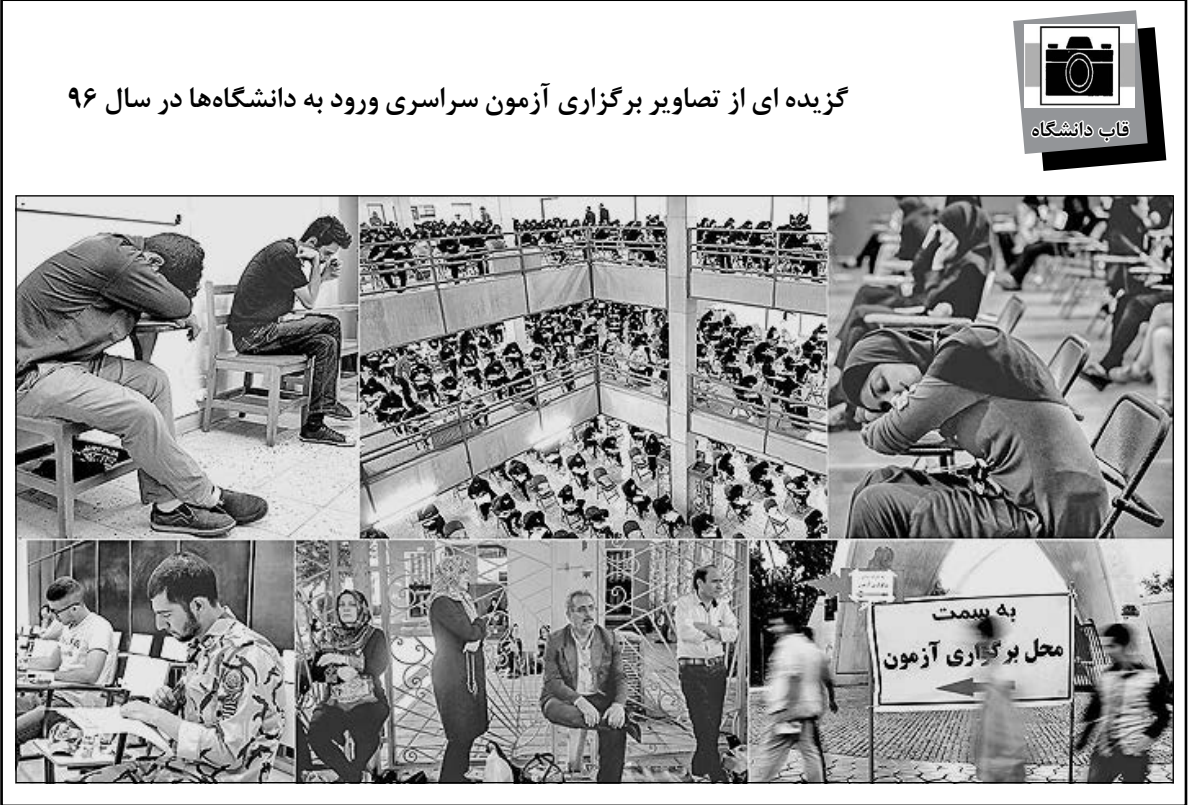 قاب دانشگاه
گزیده ای از تصاویر برگزاری آزمون سراسری ورود به دانشگاه‌ها در سال ۹۶
به سمت
محل برگزاری آزمون